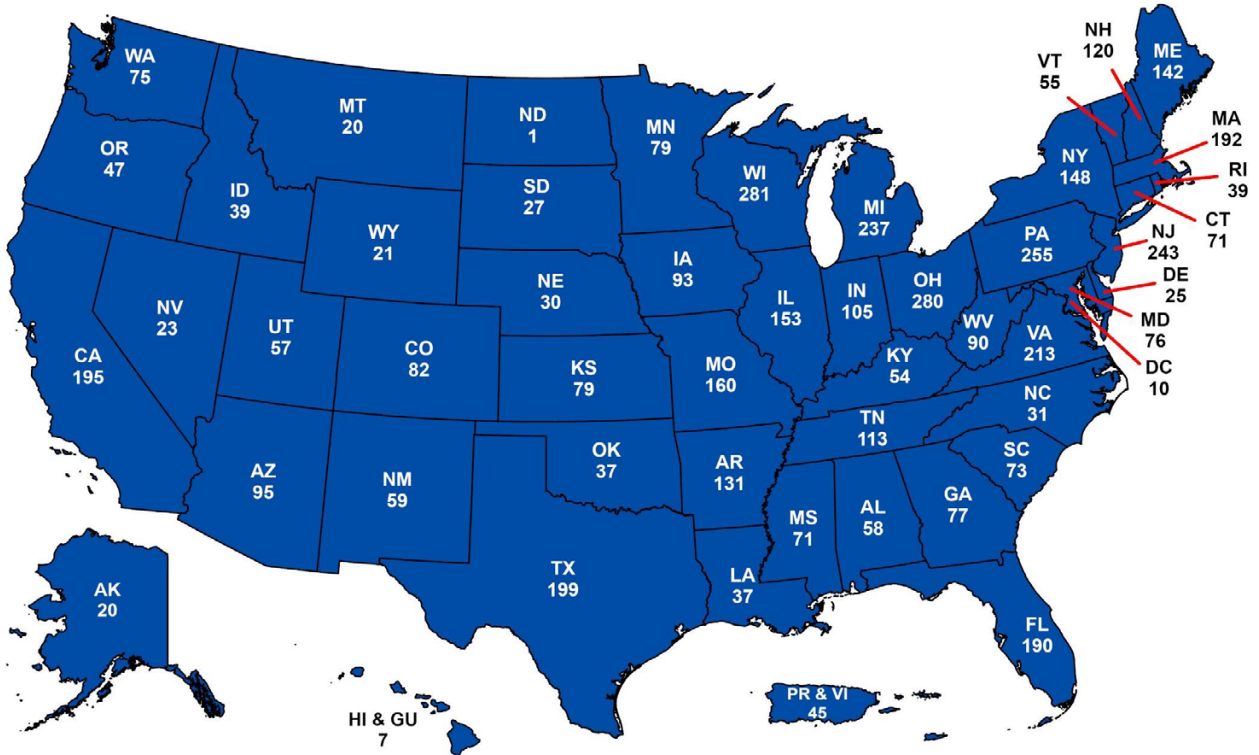 WA
75
OR
47
CA
195
NV
23
ID
39
MT
20
WY
21
UT
57
CO
82
AZ
95
NM
59
ND
1
SD
27
NE
30
KS
79
OK
37
TX
199
MN
79
IA
93
MO
160
AR
131
LA
37
WI
281
IL
153
MI
237
IN
105
OH
280
KY
54
TN
113
MS
71
AL
58
GA
77
FL
190
SC
73
NC
31
VA
213
WV
90
PA
255
NY
148
VT
55
NH
120
ME
142
MA
192
RI
39
CT
71
NJ
243
DE
25
MD
76
DC
10
AK
20
HI & GU
7
PR & VI
45